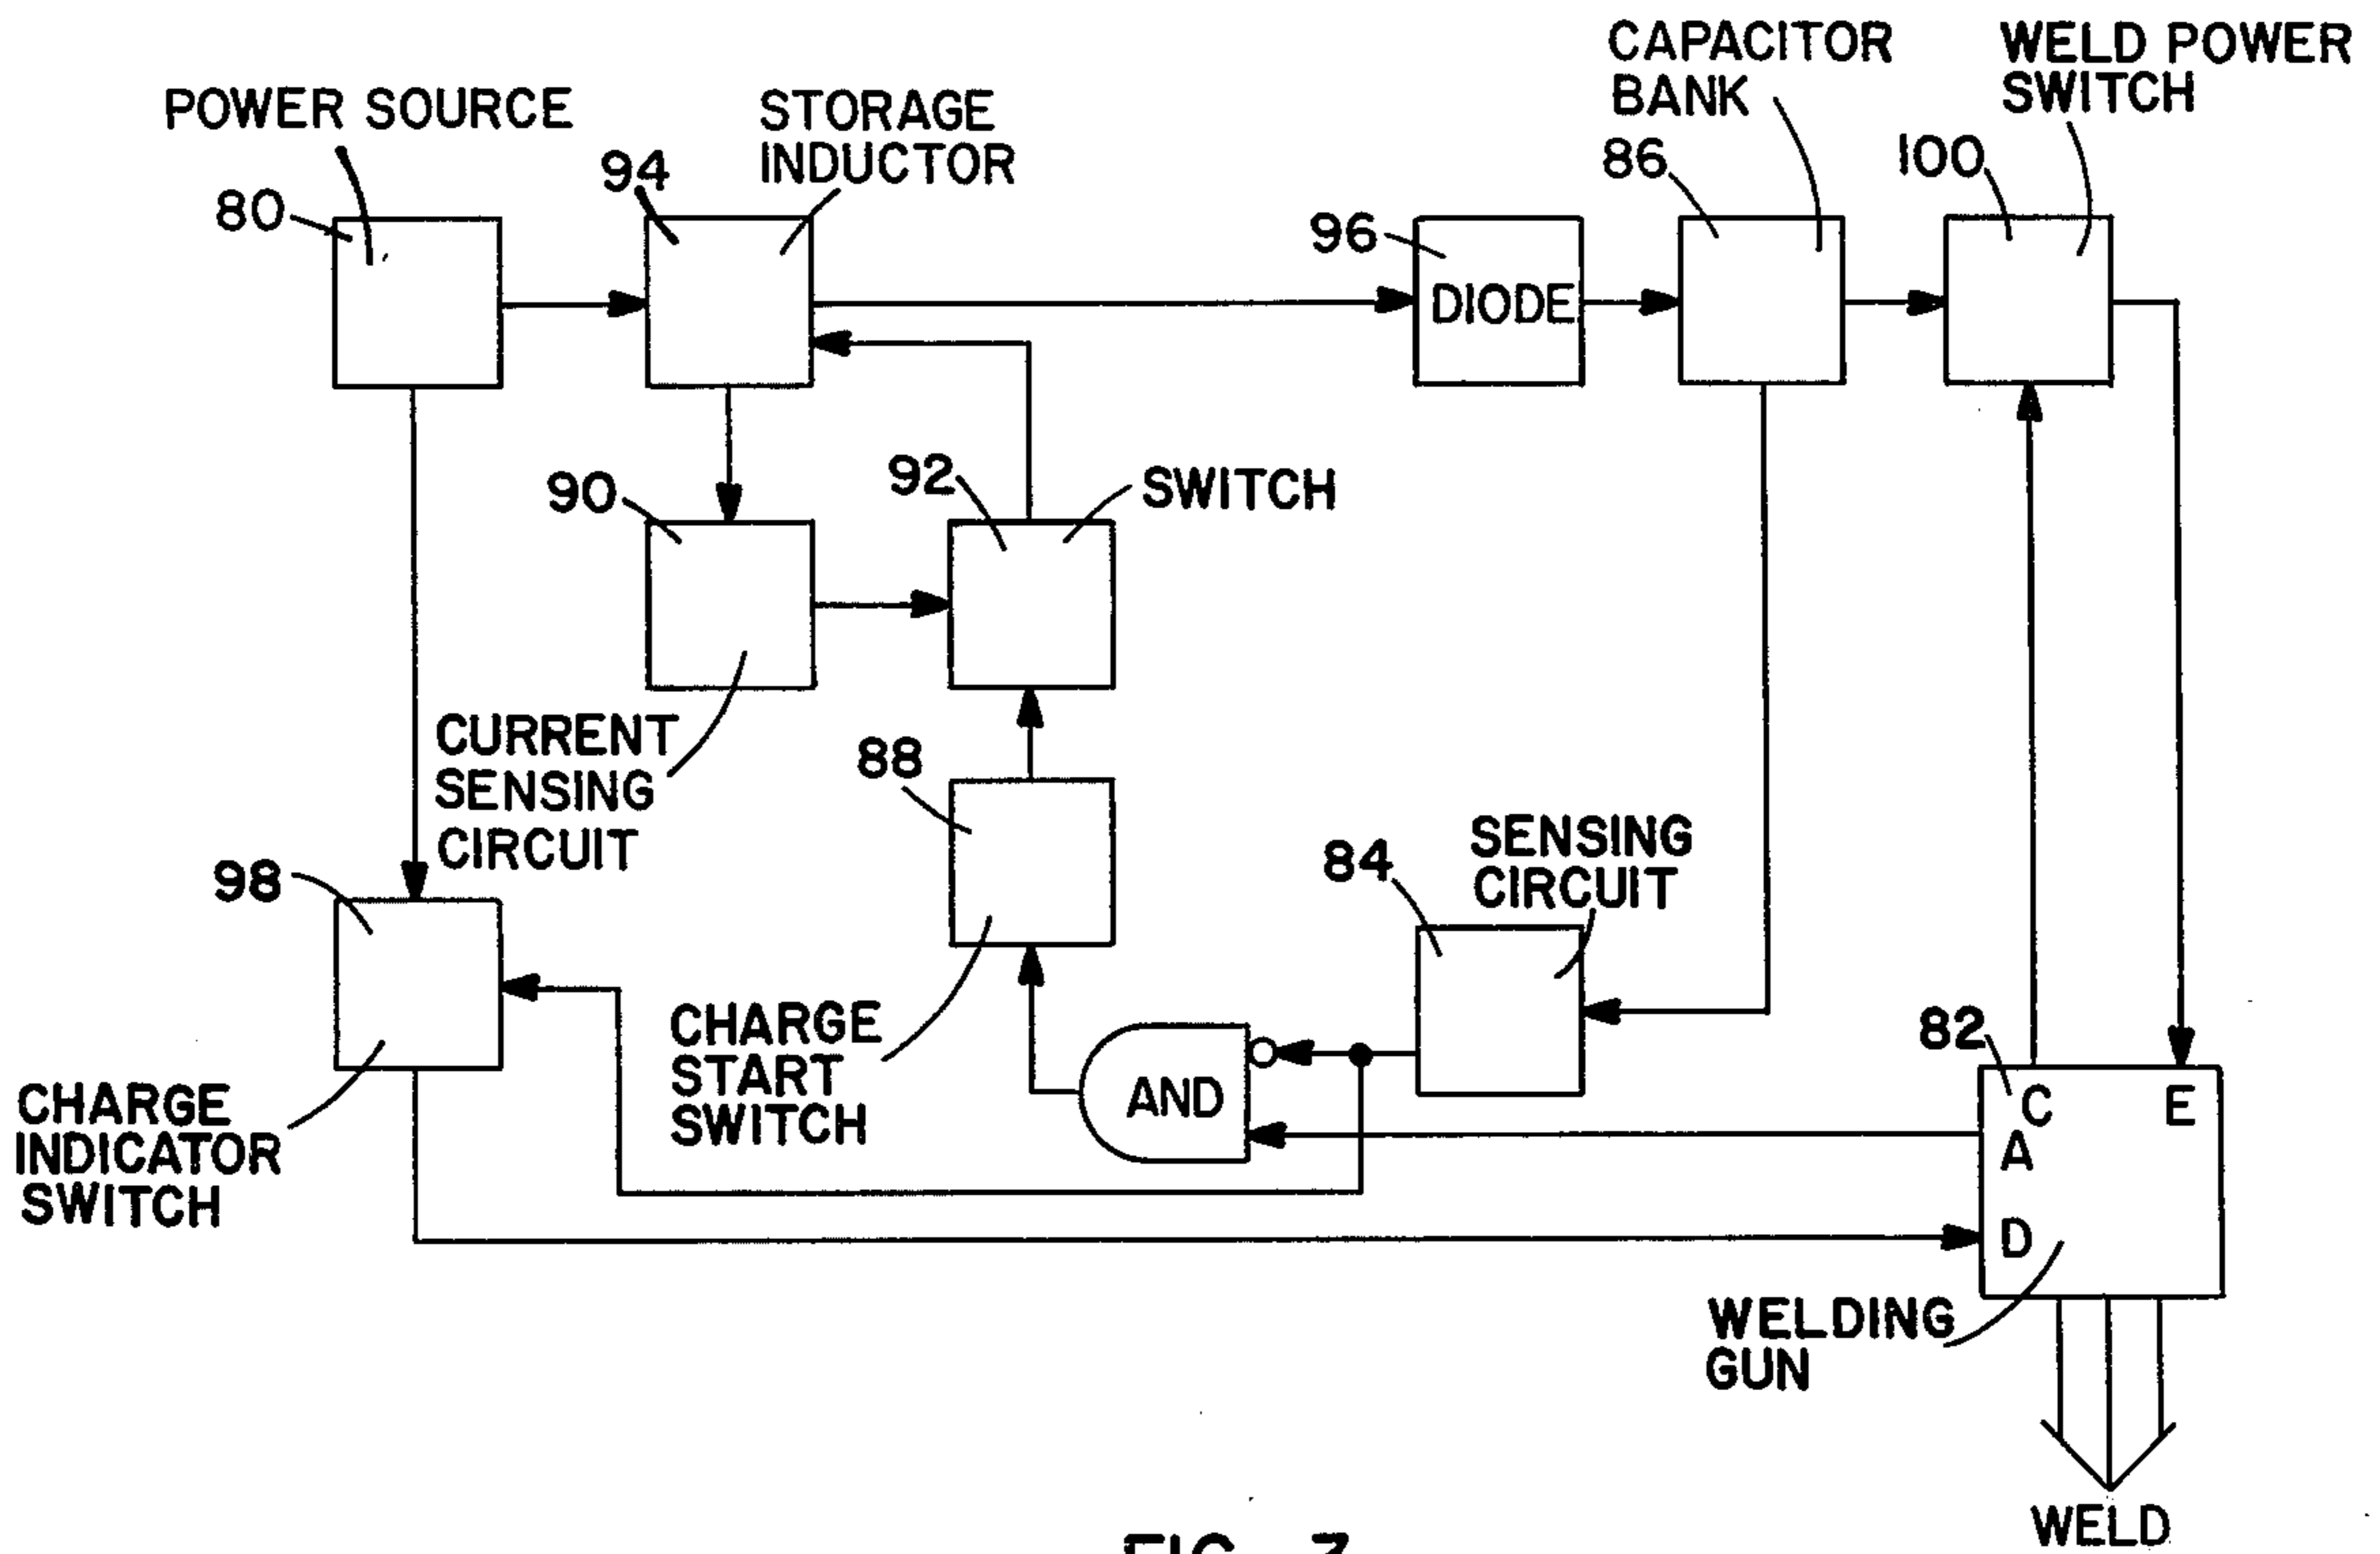 CAPACITOR
BANK
WELD POWER
SWITCH
POWER SOURCE
STORAGE
INDUCTOR
80
94
96
86
100
DIODE
90
92
SWITCH
CURRENT
SENSING
CIRCUIT
88
98
84
SENSING
CIRCUIT
CHARGE
START
SWITCH
AND
82
C
E
A
D
CHARGE
INDICATOR
SWITCH
WELDING
GUN
WELD